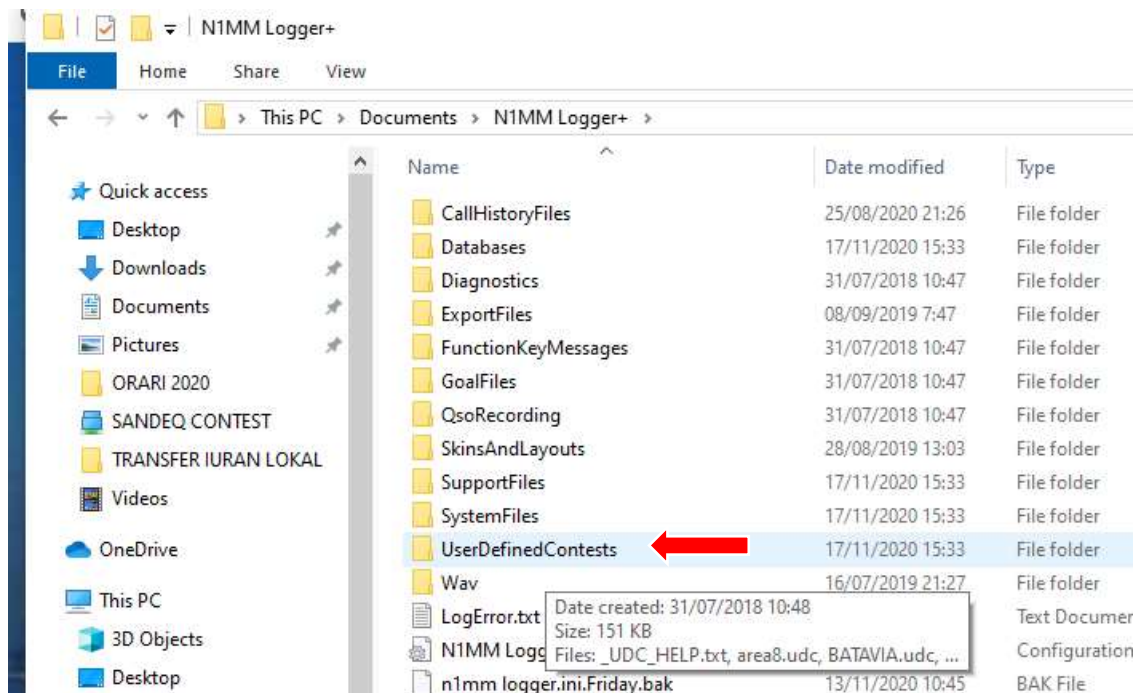 N1MM Logger+
File Home Share View
This PC > Documents > N1MM Logger+ >
Name Date modified Type
Quick access
Desktop
Downloads
Documents
Pictures
ORARI 2020
SANDEQ CONTEST
TRANSFER IURAN LOKAL
Videos
OneDrive
This PC
3D Objects
Desktop
CallHistoryFiles 25/08/2020 21:26 File folder
Databases 17/11/2020 15:33 File folder
Diagnostics 31/07/2018 10:47 File folder
ExportFiles 08/09/2019 7:47 File folder
FunctionKeyMessages 31/07/2018 10:47 File folder
GoalFiles 31/07/2018 10:47 File folder
QsoRecording 31/07/2018 10:47 File folder
SkinsAndLayouts 28/08/2019 13:03 File folder
SupportFiles 17/11/2020 15:33 File folder
SystemFiles 17/11/2020 15:33 File folder
UserDefinedContests 17/11/2020 15:33 File folder
Wav 16/07/2019 21:27 File folder
LogError.txt Text Documen
N1MM Logg Configuration
n1mm logger.ini.Friday.bak 13/11/2020 10:45 BAK File
Date created: 31/07/2018 10:48
Size: 151 KB
Files: _UDC_HELP.txt, area8.udc, BATAVIA.udc, ...